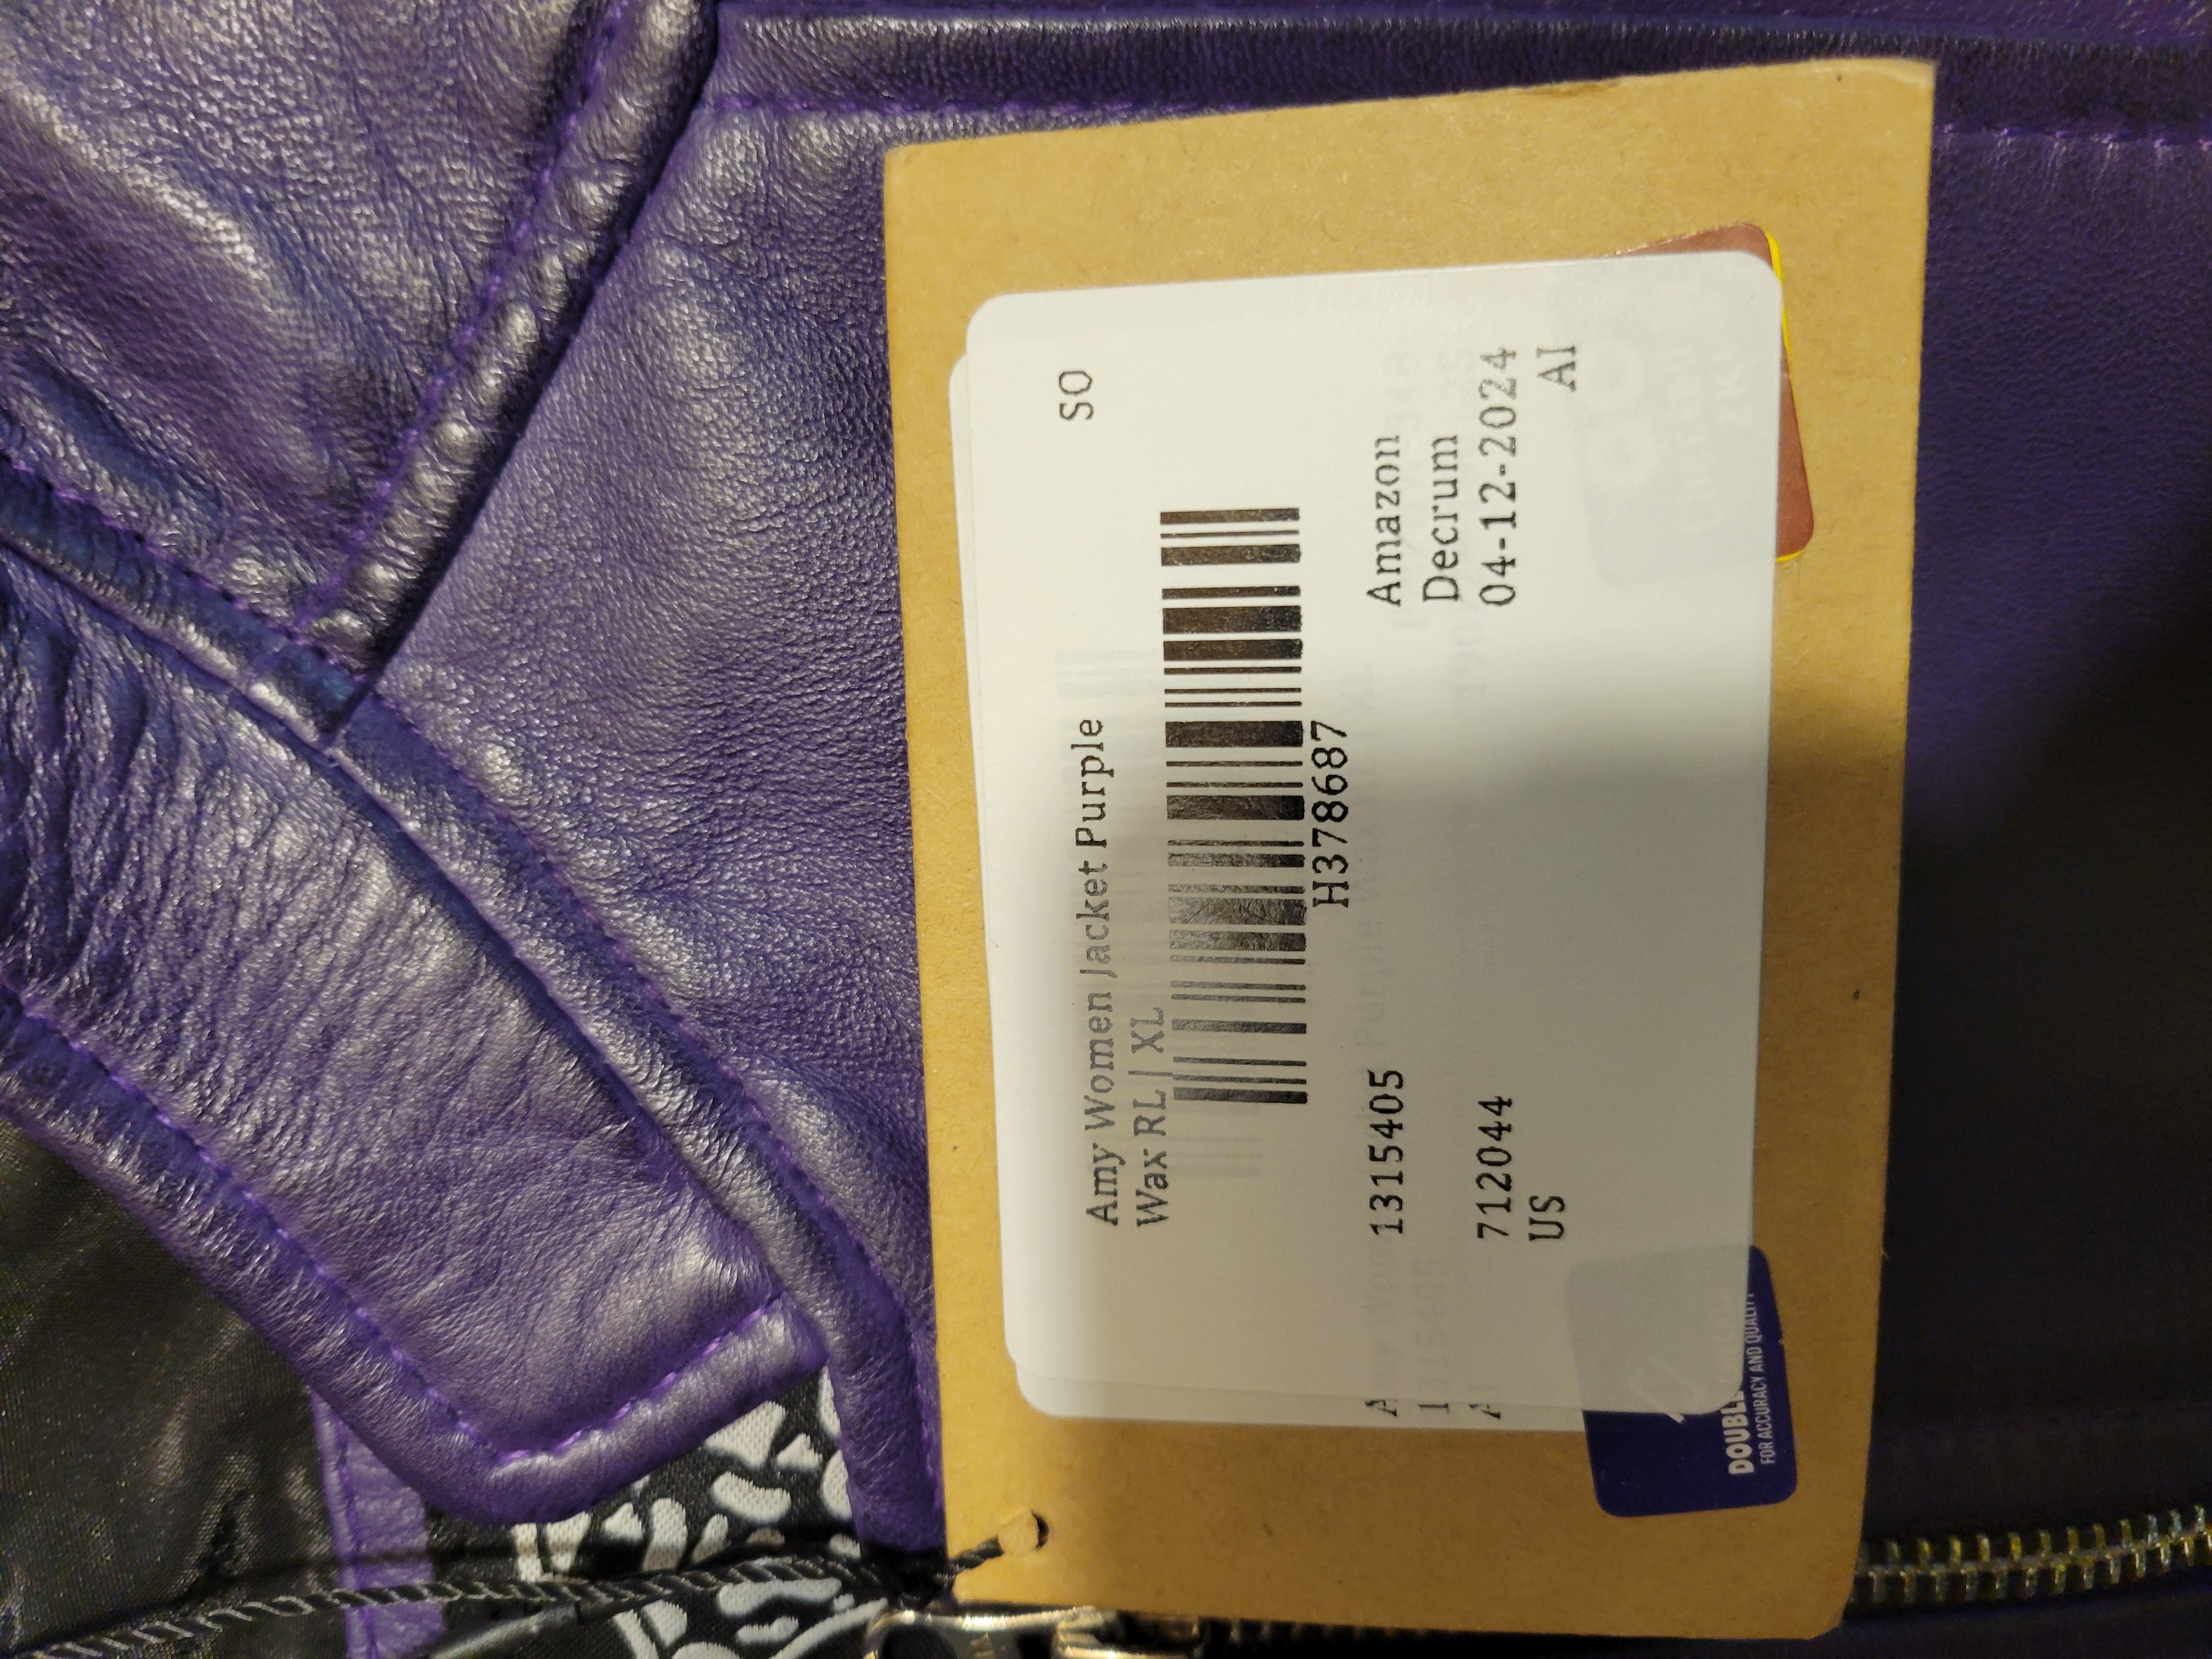 SO
Amy Women Jacket Purple
Wax RL | XL
H378687
1315405 Amazon
Decrum
712044 04-12-2024
US AI
DOUBLE
FOR ACCURACY AND QUALITY